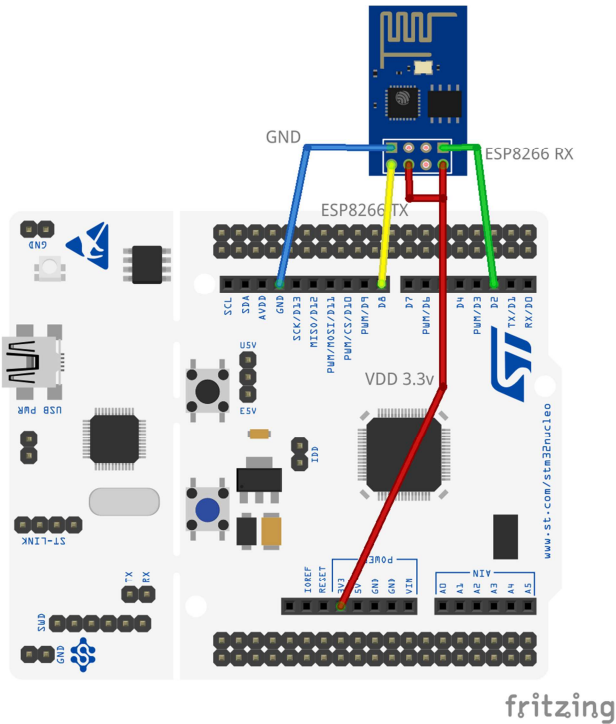 GND
ESP8266 RX
ESP8266 TX
GND
SCL
SDA
AVDD
GND
SCK/D13
MISO/D12
PWM/MOSI/D11
PWM/CS/D10
PWM/D9
D8
D7
PWM/D6
D4
PWM/D3
D2
TX/D1
RX/D0
U5V
E5V
VDD 3.3v
USB PWR
IDD
ST-LINK
www.st.com/stm32nucleo
POWER
AIN
IOREF
RESET
3V3
5V
GND
GND
VIN
A0
A1
A2
A3
A4
A5
TX
RX
SWD
GND
fritzing